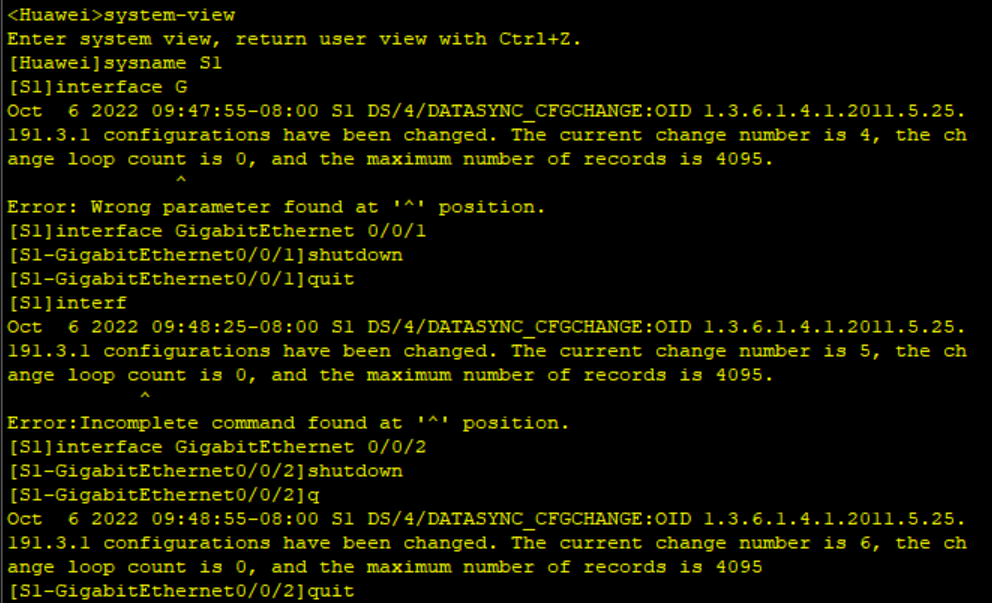 <Huawei>system-view
Enter system view, return user view with Ctrl+Z.
[Huawei]sysname S1
[S1]interface G
Oct  6 2022 09:47:55-08:00 S1 DS/4/DATASYNC_CFGCHANGE:OID 1.3.6.1.4.1.2011.5.25.
191.3.1 configurations have been changed. The current change number is 4, the ch
ange loop count is 0, and the maximum number of records is 4095.
              ^
Error: Wrong parameter found at '^' position.
[S1]interface GigabitEthernet 0/0/1
[S1-GigabitEthernet0/0/1]shutdown
[S1-GigabitEthernet0/0/1]quit
[S1]interf
Oct  6 2022 09:48:25-08:00 S1 DS/4/DATASYNC_CFGCHANGE:OID 1.3.6.1.4.1.2011.5.25.
191.3.1 configurations have been changed. The current change number is 5, the ch
ange loop count is 0, and the maximum number of records is 4095.
           ^
Error:Incomplete command found at '^' position.
[S1]interface GigabitEthernet 0/0/2
[S1-GigabitEthernet0/0/2]shutdown
[S1-GigabitEthernet0/0/2]q
Oct  6 2022 09:48:55-08:00 S1 DS/4/DATASYNC_CFGCHANGE:OID 1.3.6.1.4.1.2011.5.25.
191.3.1 configurations have been changed. The current change number is 6, the ch
ange loop count is 0, and the maximum number of records is 4095
[S1-GigabitEthernet0/0/2]quit